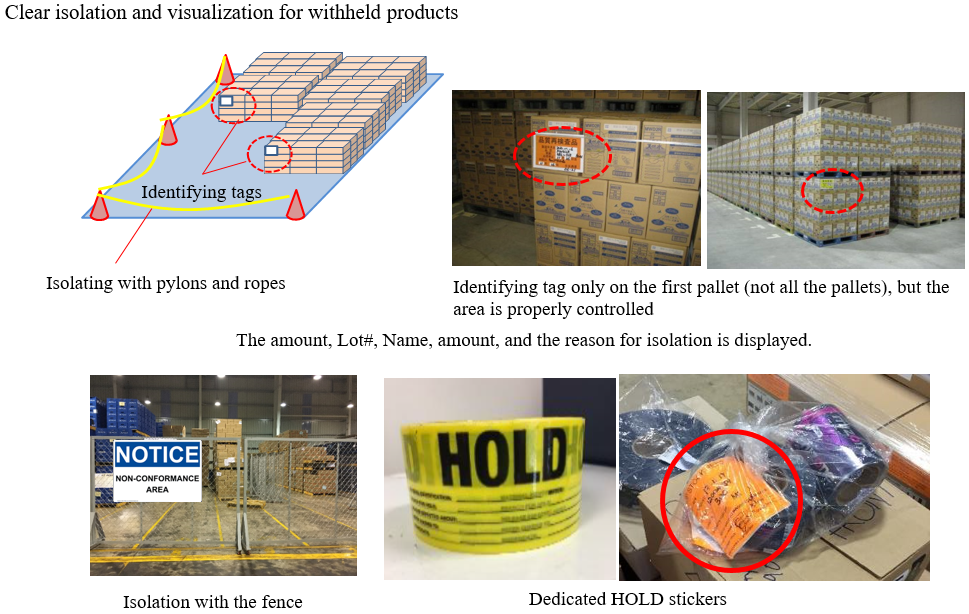 Clear isolation and visualization for withheld products
Identifying tags
Isolating with pylons and ropes
Identifying tag only on the first pallet (not all the pallets), but the
area is properly controlled
The amount, Lot#, Name, amount, and the reason for isolation is displayed.
NOTICE
NON-CONFORMANCE
AREA
HOLD
Isolation with the fence
Dedicated HOLD stickers